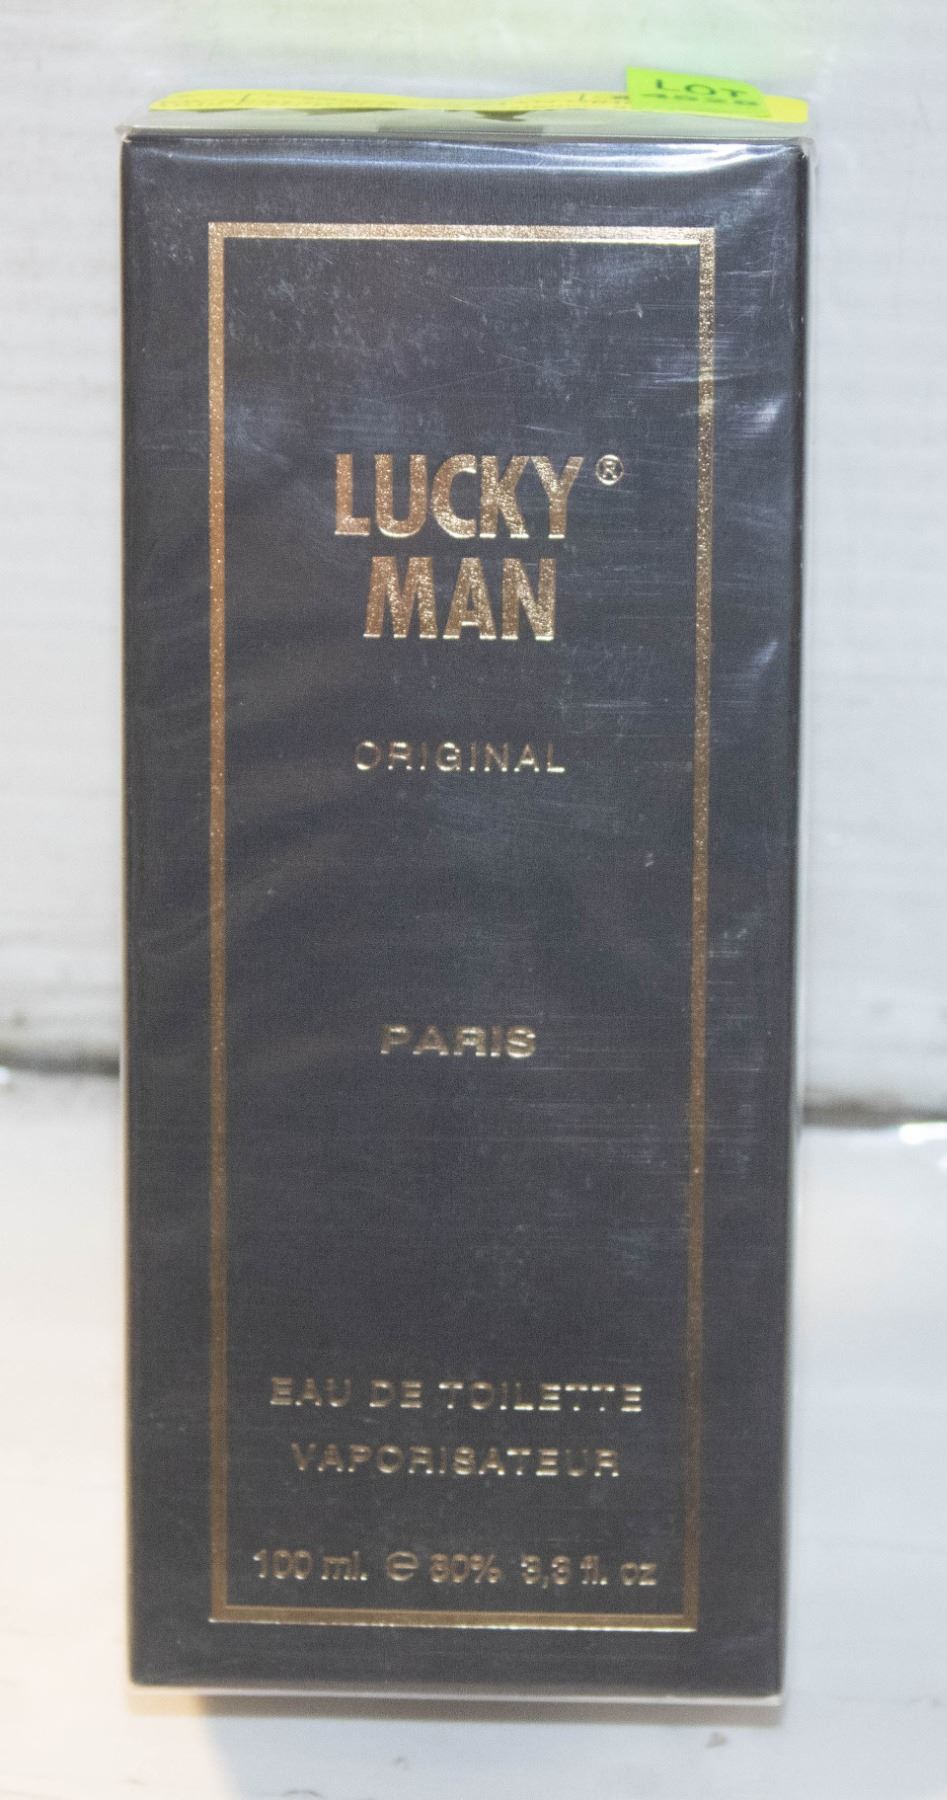 LOT
LUCKY®
MAN
ORIGINAL
PARIS
EAU DE TOILETTE
VAPORISATEUR
100 ml. ℮ 80% 3,3 fl. oz